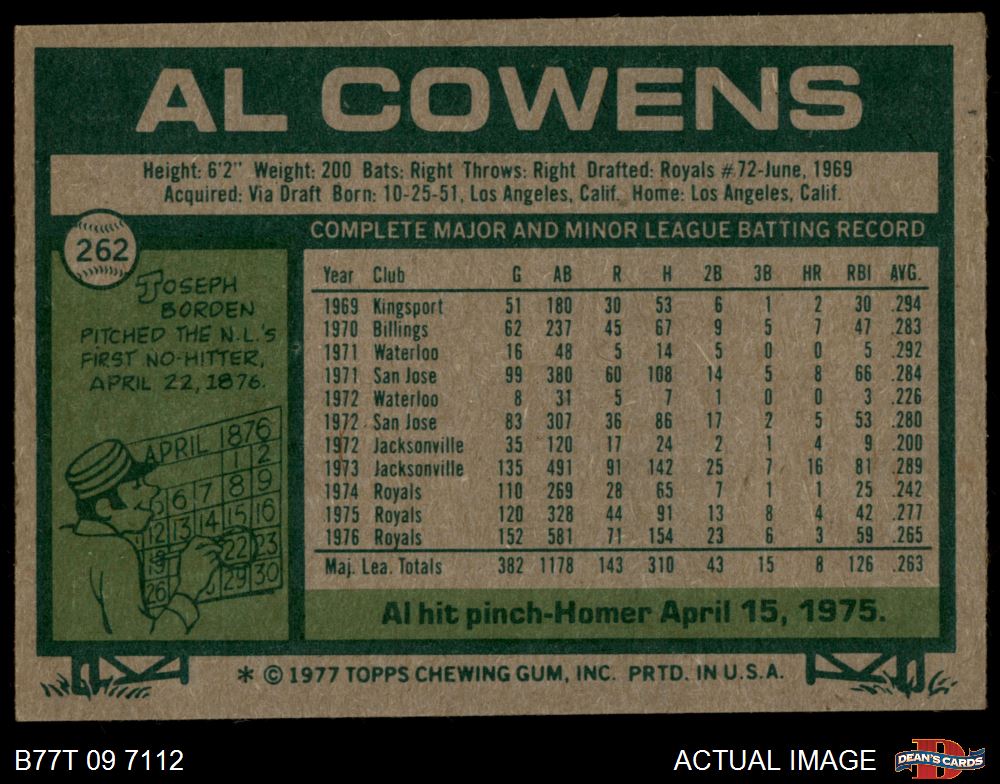 AL COWENS
Height: 6'2" Weight: 200 Bats: Right Throws: Right Drafted: Royals #72-June, 1969
Acquired: Via Draft Born: 10-25-51, Los Angeles, Calif. Home: Los Angeles, Calif.
262
JOSEPH
BORDEN
PITCHED THE N.L.'S
FIRST NO-HITTER,
APRIL 22, 1876.
APRIL 1876
1 2
5 6 7 8 9
12 13 14 15 16
19 22 23
26 29 30
COMPLETE MAJOR AND MINOR LEAGUE BATTING RECORD
Year Club G AB R H 2B 3B HR RBI AVG.
1969 Kingsport 51 180 30 53 6 1 2 30 .294
1970 Billings 62 237 45 67 9 5 7 47 .283
1971 Waterloo 16 48 5 14 5 0 0 5 .292
1971 San Jose 99 380 60 108 14 5 8 66 .284
1972 Waterloo 8 31 5 7 1 0 0 3 .226
1972 San Jose 83 307 36 86 17 2 5 53 .280
1972 Jacksonville 35 120 17 24 2 1 4 9 .200
1973 Jacksonville 135 491 91 142 25 7 16 81 .289
1974 Royals 110 269 28 65 7 1 1 25 .242
1975 Royals 120 328 44 91 13 8 4 42 .277
1976 Royals 152 581 71 154 23 6 3 59 .265
Maj. Lea. Totals 382 1178 143 310 43 15 8 126 .263
Al hit pinch-Homer April 15, 1975.
* © 1977 TOPPS CHEWING GUM, INC. PRTD. IN U.S.A.
B77T 09 7112
ACTUAL IMAGE
D
DEAN'S CARDS